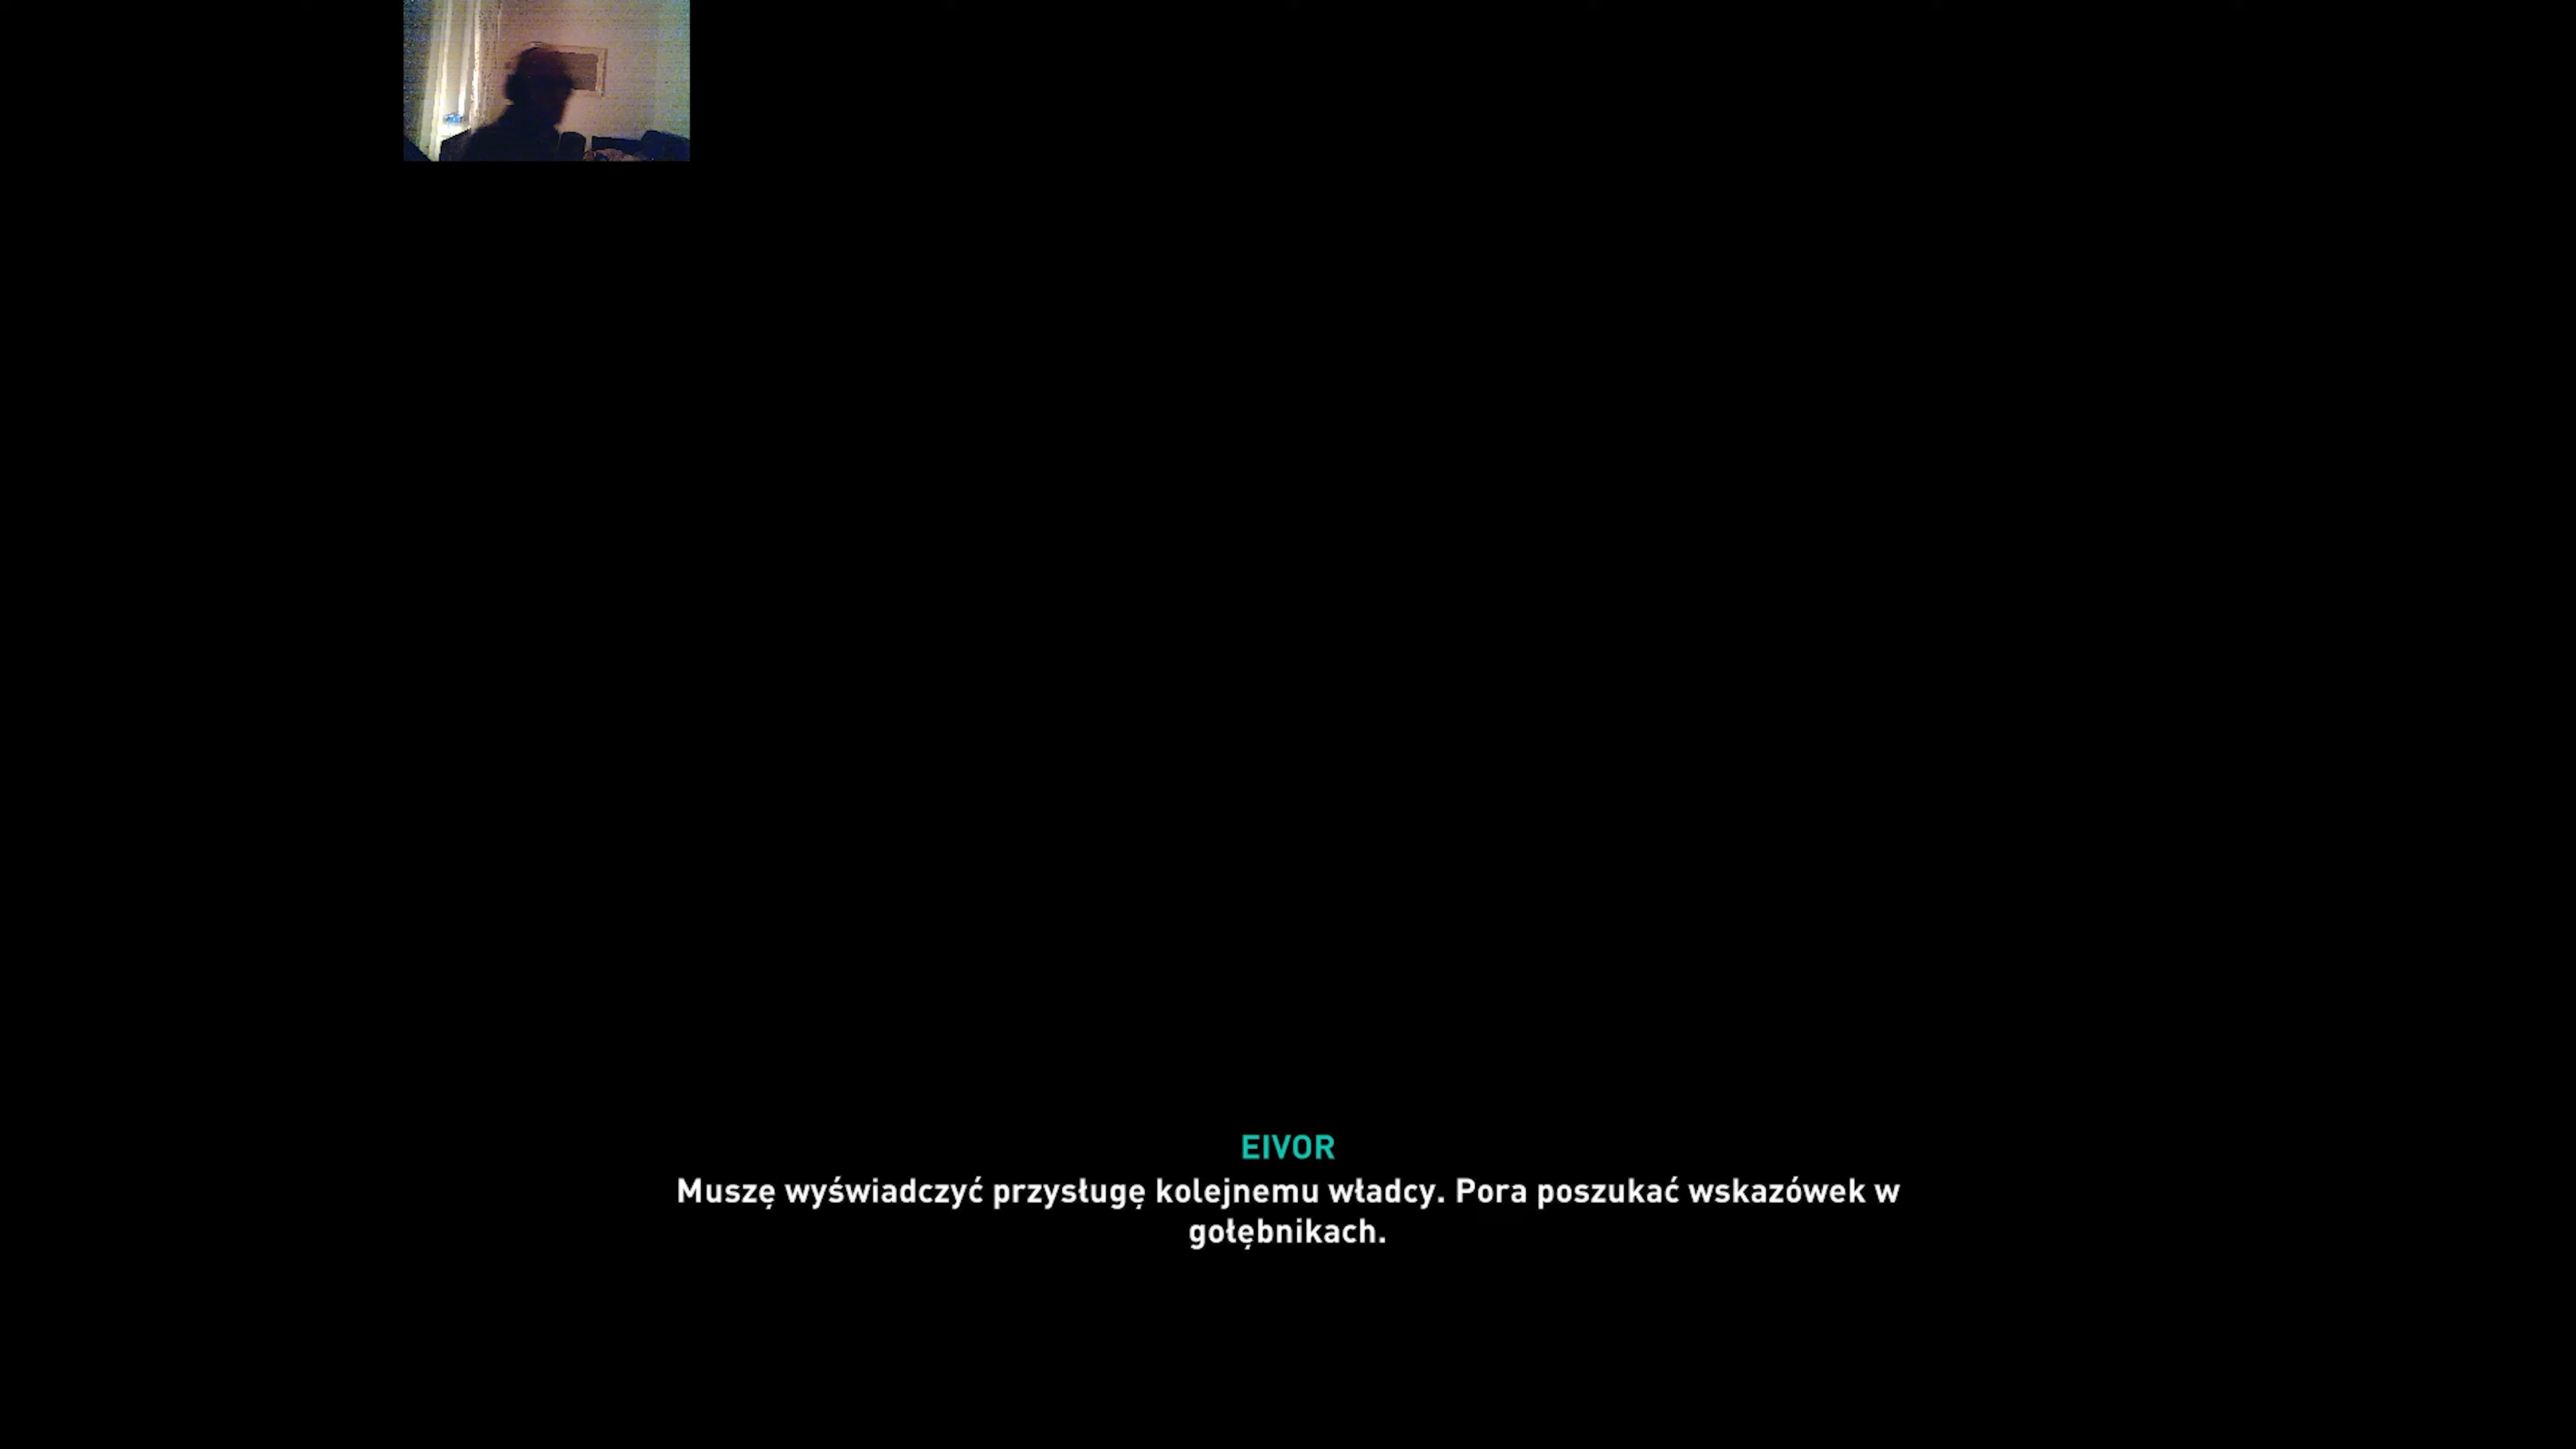 EIVOR
Muszę wyświadczyć przysługę kolejnemu władcy. Pora poszukać wskazówek w
gołębnikach.